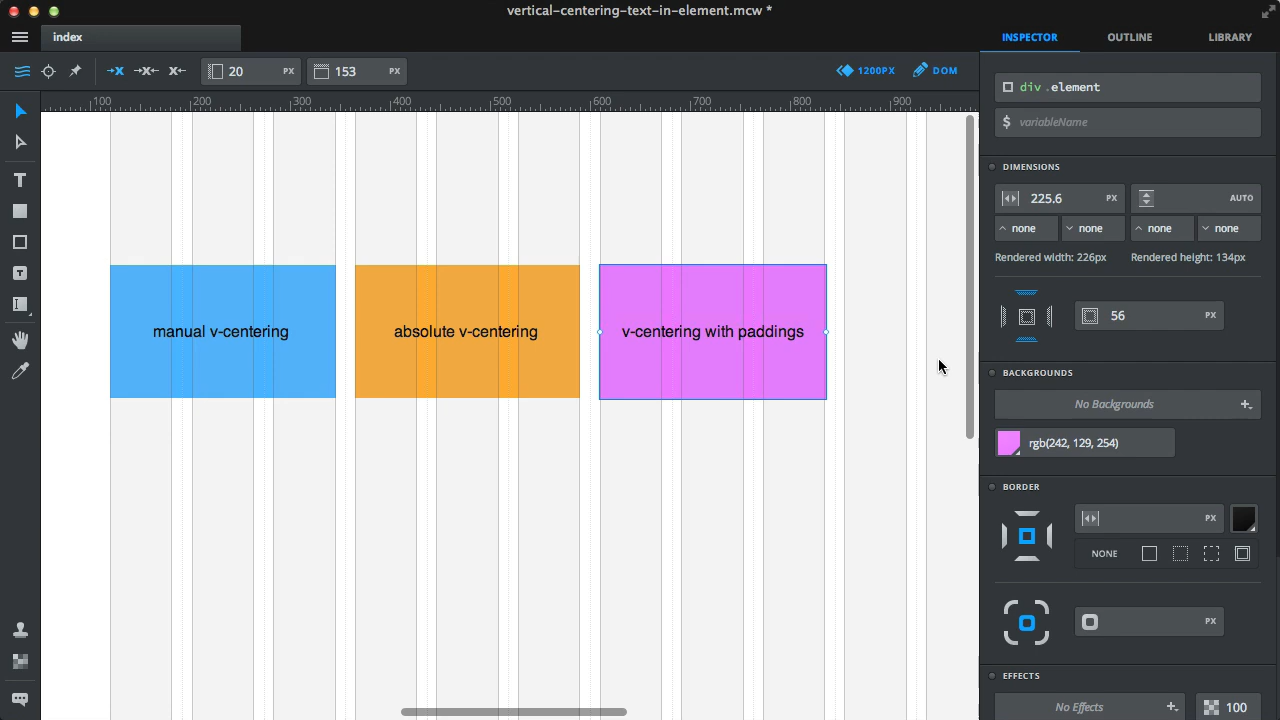 vertical-centering-text-in-element.mcw *
index
INSPECTOR OUTLINE LIBRARY
20 PX 153 PX 1200PX DOM
100 200 300 400 500 600 700 800 900
div .element
$ variableName
DIMENSIONS
225.6 PX AUTO
none none none none
Rendered width: 226px Rendered height: 134px
56 PX
manual v-centering absolute v-centering v-centering with paddings
BACKGROUNDS
No Backgrounds
rgb(242, 129, 254)
BORDER
PX
NONE
PX
EFFECTS
No Effects 100